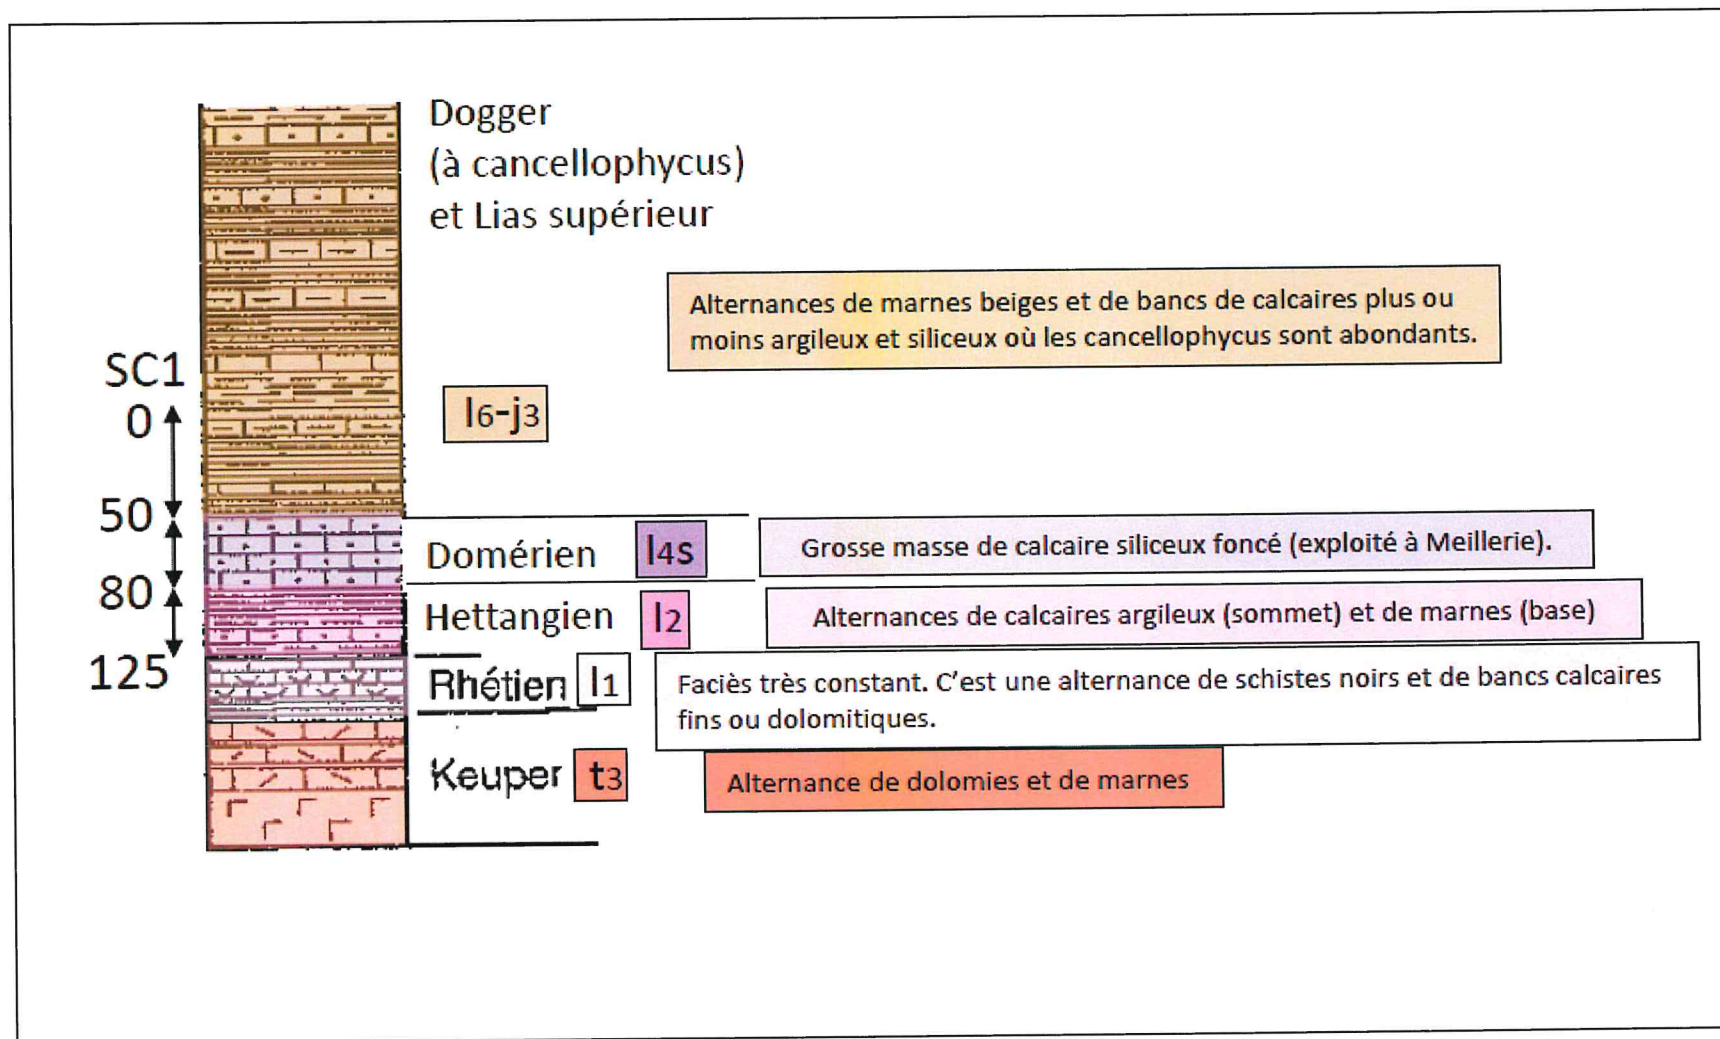 Dogger
(à cancellophycus)
et Lias supérieur
Alternances de marnes beiges et de bancs de calcaires plus ou
moins argileux et siliceux où les cancellophycus sont abondants.
SC1
0
l6-j3
50
Domérien
l4s
Grosse masse de calcaire siliceux foncé (exploité à Meillerie).
80
Hettangien
l2
Alternances de calcaires argileux (sommet) et de marnes (base)
125
Rhétien
l1
Faciès très constant. C’est une alternance de schistes noirs et de bancs calcaires
fins ou dolomitiques.
Keuper
t3
Alternance de dolomies et de marnes